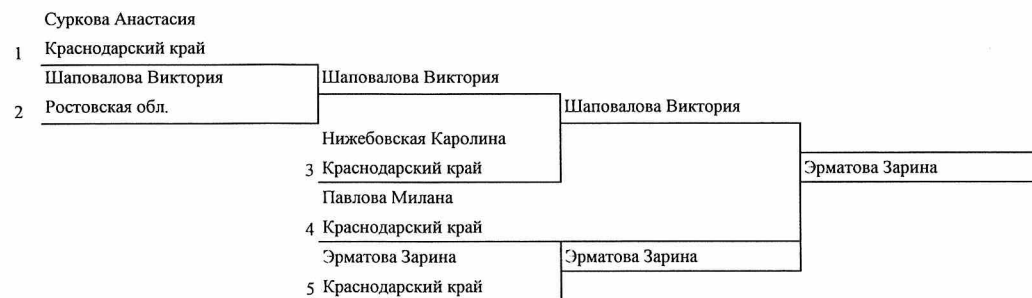 Суркова Анастасия
1 Краснодарский край
Шаповалова Виктория
Шаповалова Виктория
2 Ростовская обл.
Шаповалова Виктория
Нижебовская Каролина
3 Краснодарский край
Эрматова Зарина
Павлова Милана
4 Краснодарский край
Эрматова Зарина
Эрматова Зарина
5 Краснодарский край